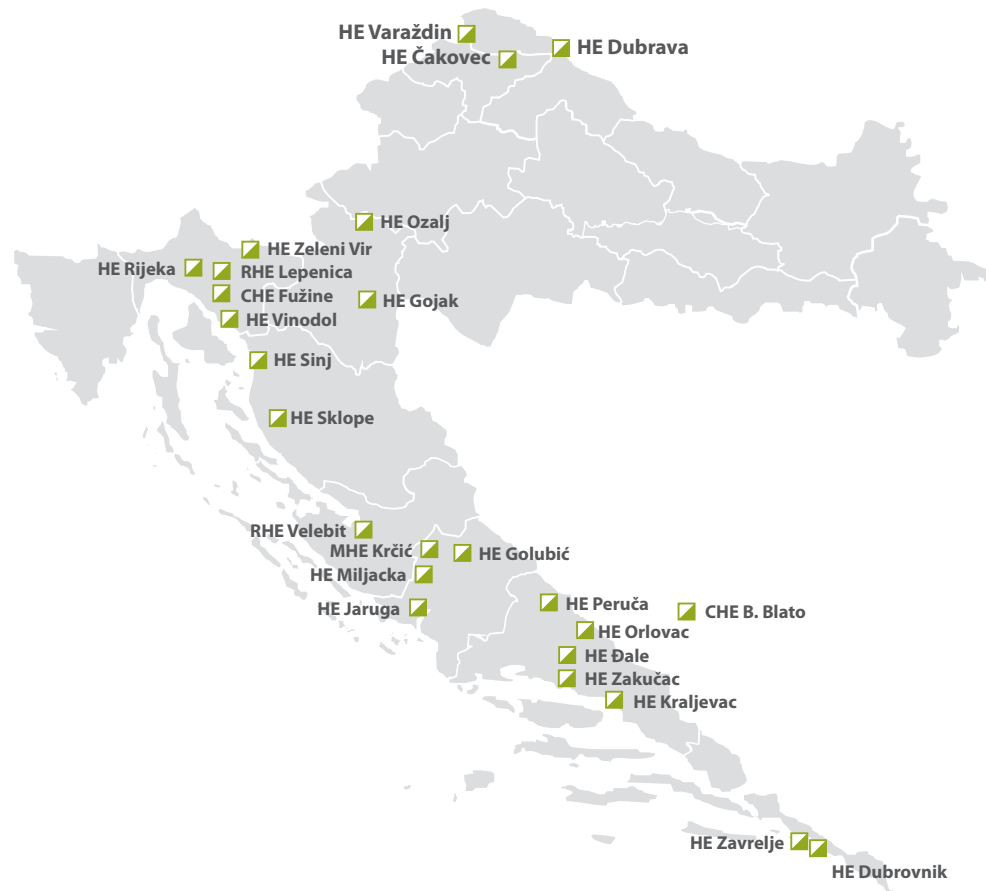 HE Varaždin
HE Dubrava
HE Čakovec
HE Ozalj
HE Zeleni Vir
HE Rijeka
RHE Lepenica
CHE Fužine
HE Gojak
HE Vinodol
HE Sinj
HE Sklope
RHE Velebit
MHE Krčić
HE Golubić
HE Miljacka
HE Jaruga
HE Peruča
CHE B. Blato
HE Orlovac
HE Đale
HE Zakučac
HE Kraljevac
HE Zavrelje
HE Dubrovnik